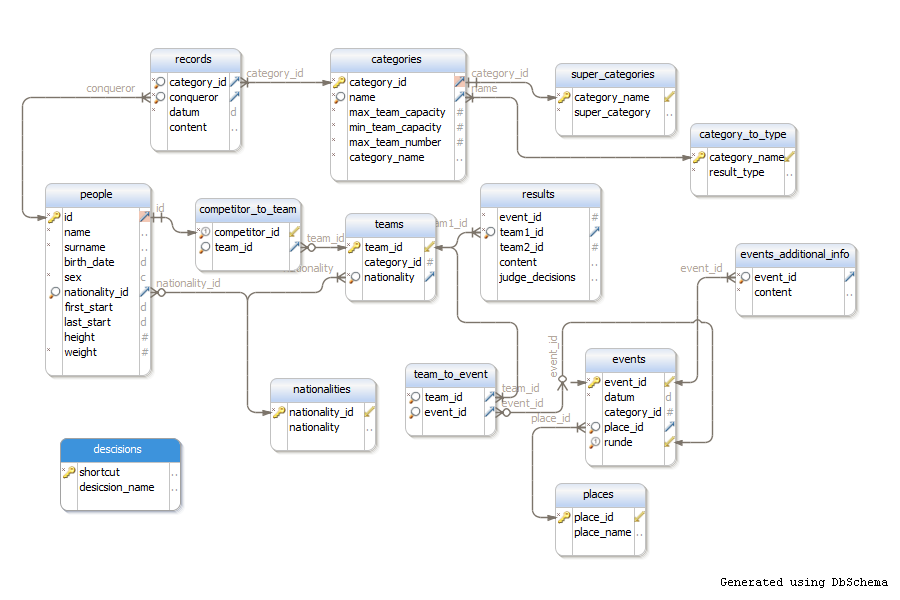 records
category_id
conqueror
datum
content
categories
category_id
name
max_team_capacity
min_team_capacity
max_team_number
category_name
super_categories
category_name
super_category
category_to_type
category_name
result_type
category_id
category_id
name
conqueror
people
id
name
surname
birth_date
sex
nationality_id
first_start
last_start
height
weight
id
competitor_to_team
competitor_id
team_id
team_id
teams
team_id
category_id
nationality
nationality_id
results
event_id
team1_id
team2_id
content
judge_decisions
events_additional_info
event_id
content
event_id
nationalities
nationality_id
nationality
team_to_event
team_id
event_id
team_id
event_id
place_id
event_id
events
event_id
datum
category_id
place_id
runde
descisions
shortcut
desicsion_name
places
place_id
place_name
Generated using DbSchema